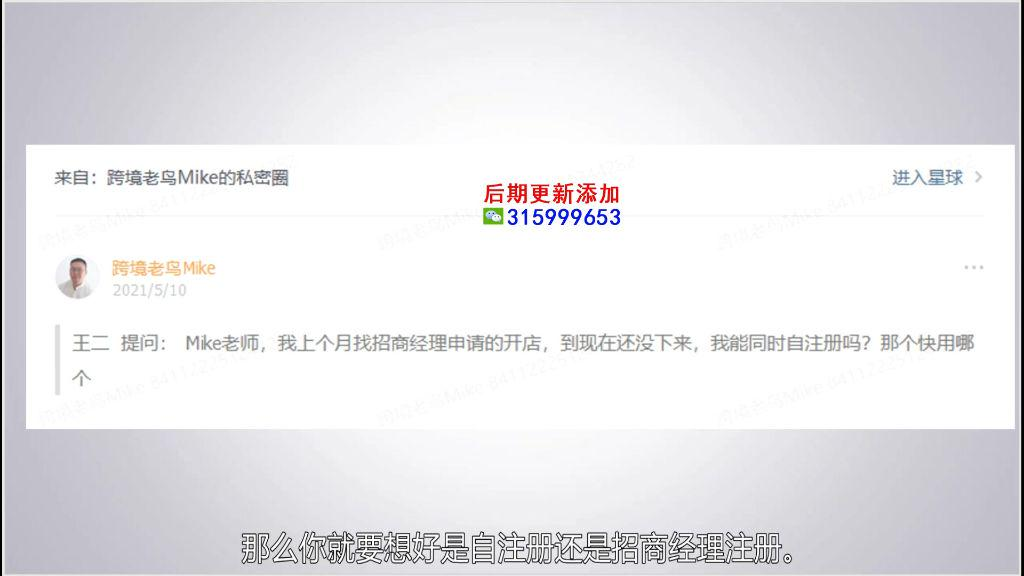 来自：跨境老鸟Mike的私密圈
进入星球
后期更新添加
315999653
跨境老鸟Mike
2021/5/10
王二 提问： Mike老师，我上个月找招商经理申请的开店，到现在还没下来，我能同时自注册吗？那个快用哪
个
那么你就要想好是自注册还是招商经理注册。